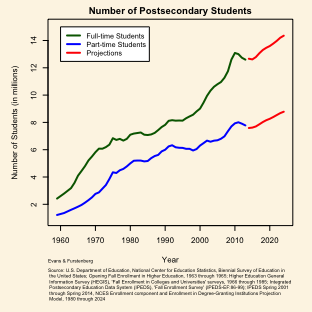 Number of Postsecondary Students
Full-time Students
Part-time Students
Projections
Number of Students (in millions)
14
12
10
8
6
4
2
1960 1970 1980 1990 2000 2010 2020
Year
Evans & Furstenberg
Source: U.S. Department of Education, National Center for Education Statistics, Biennial Survey of Education in
the United States; Opening Fall Enrollment in Higher Education, 1963 through 1965; Higher Education General
Information Survey (HEGIS), 'Fall Enrollment in Colleges and Universities' surveys, 1966 through 1985; Integrated
Postsecondary Education Data System (IPEDS), 'Fall Enrollment Survey' (IPEDS-EF:86-99); IPEDS Spring 2001
through Spring 2014, NCES Enrollment component and Enrollment in Degree-Granting Institutions Projection
Model, 1980 through 2024